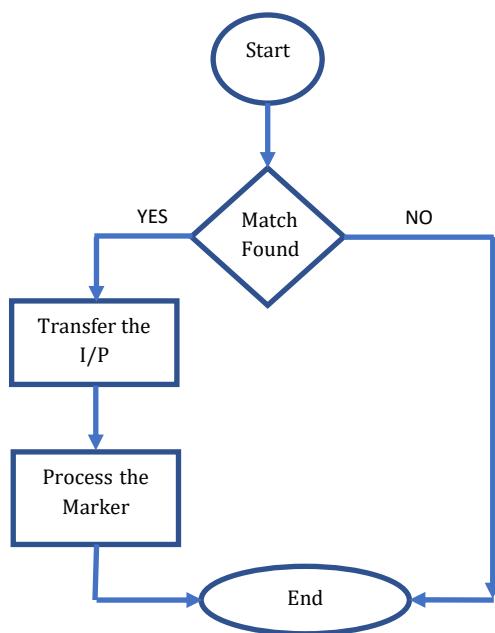 Start
YES
Match
Found
NO
Transfer the
I/P
Process the
Marker
End